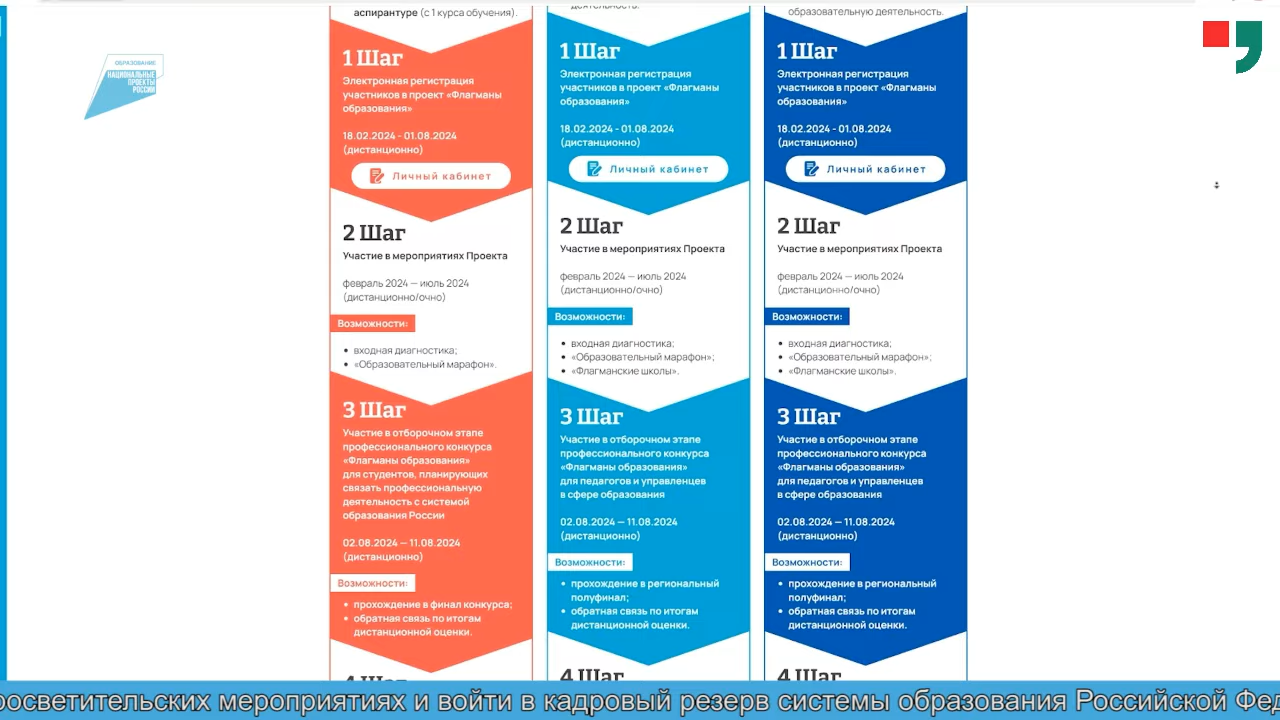 ОБРАЗОВАНИЕ
НАЦИОНАЛЬНЫЕ
ПРОЕКТЫ
РОССИИ
аспирантуре (с 1 курса обучения).
1 Шаг
Электронная регистрация
участников в проект «Флагманы
образования»
18.02.2024 - 01.08.2024
(дистанционно)
Личный кабинет
2 Шаг
Участие в мероприятиях Проекта
февраль 2024 — июль 2024
(дистанционно/очно)
Возможности:
• входная диагностика;
• «Образовательный марафон».
3 Шаг
Участие в отборочном этапе
профессионального конкурса
«Флагманы образования»
для студентов, планирующих
связать профессиональную
деятельность с системой
образования России
02.08.2024 — 11.08.2024
(дистанционно)
Возможности:
• прохождение в финал конкурса;
• обратная связь по итогам
дистанционной оценки.
4 Шаг
деятельность.
1 Шаг
Электронная регистрация
участников в проект «Флагманы
образования»
18.02.2024 - 01.08.2024
(дистанционно)
Личный кабинет
2 Шаг
Участие в мероприятиях Проекта
февраль 2024 — июль 2024
(дистанционно/очно)
Возможности:
• входная диагностика;
• «Образовательный марафон»;
• «Флагманские школы».
3 Шаг
Участие в отборочном этапе
профессионального конкурса
«Флагманы образования»
для педагогов и управленцев
в сфере образования
02.08.2024 — 11.08.2024
(дистанционно)
Возможности:
• прохождение в региональный
полуфинал;
• обратная связь по итогам
дистанционной оценки.
4 Шаг
образовательную деятельность.
1 Шаг
Электронная регистрация
участников в проект «Флагманы
образования»
18.02.2024 - 01.08.2024
(дистанционно)
Личный кабинет
2 Шаг
Участие в мероприятиях Проекта
февраль 2024 — июль 2024
(дистанционно/очно)
Возможности:
• входная диагностика;
• «Образовательный марафон»;
• «Флагманские школы».
3 Шаг
Участие в отборочном этапе
профессионального конкурса
«Флагманы образования»
для педагогов и управленцев
в сфере образования
02.08.2024 — 11.08.2024
(дистанционно)
Возможности:
• прохождение в региональный
полуфинал;
• обратная связь по итогам
дистанционной оценки.
4 Шаг
росветительских мероприятиях и войти в кадровый резерв системы образования Российской Фед